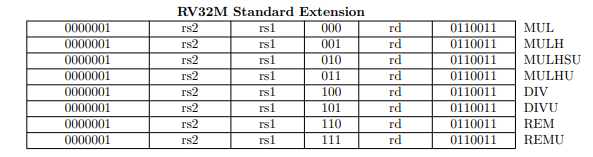 RV32M Standard Extension
0000001 rs2 rs1 000 rd 0110011 MUL
0000001 rs2 rs1 001 rd 0110011 MULH
0000001 rs2 rs1 010 rd 0110011 MULHSU
0000001 rs2 rs1 011 rd 0110011 MULHU
0000001 rs2 rs1 100 rd 0110011 DIV
0000001 rs2 rs1 101 rd 0110011 DIVU
0000001 rs2 rs1 110 rd 0110011 REM
0000001 rs2 rs1 111 rd 0110011 REMU